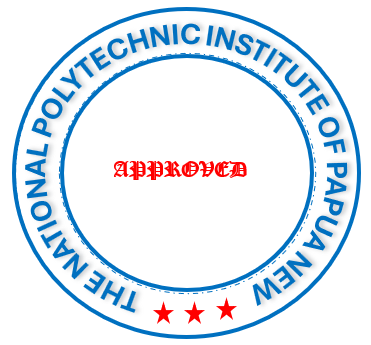 THE NATIONAL POLYTECHNIC INSTITUTE OF PAPUA NEW
APPROVED